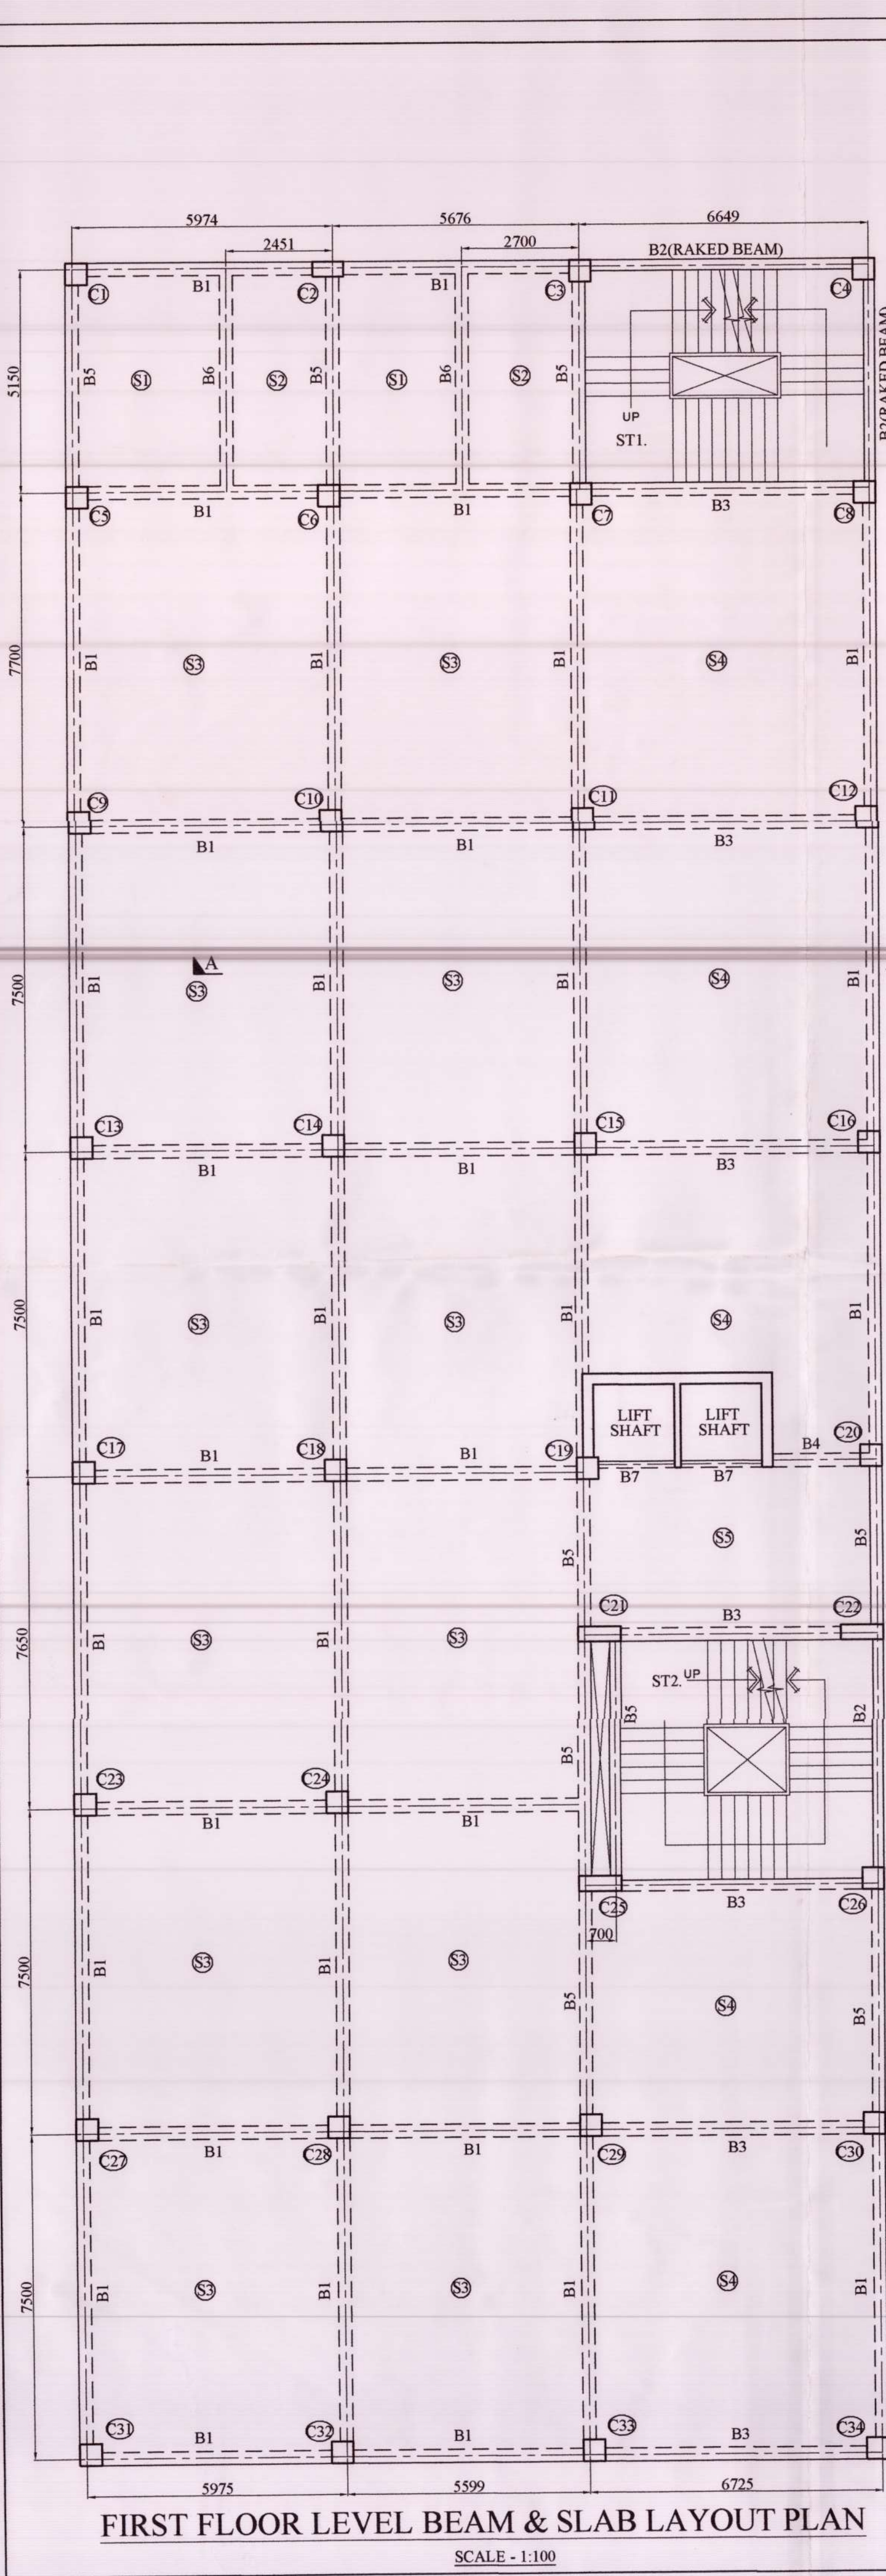 5974 5676 6649
2451 2700 B2(RAKED BEAM)
C1 B1 C2 B1 C3 C4
5150 B5 S1 B6 S2 B5 S1 B6 S2 B5 B2(RAKED BEAM)
UP
ST1.
C5 B1 C6 B1 C7 B3 C8
7700 B1 S3 B1 S3 B1 S4 B1
C9 C10 C11 C12
B1 B1 B3
A
7500 B1 S3 B1 S3 B1 S4 B1
C13 C14 C15 C16
B1 B1 B3
7500 B1 S3 B1 S3 B1 S4 B1
LIFT SHAFT LIFT SHAFT
C17 B1 C18 B1 C19 B4 C20
B7 B7
B5 S5 B5
C21 B3 C22
7650 B1 S3 B1 S3
ST2. UP
B5 B5 B2
C23 C24
B1 B1
C25 B3 C26
700
7500 B1 S3 B1 S3 B5 S4 B5
C27 B1 C28 B1 C29 B3 C30
7500 B1 S3 B1 S3 B1 S4 B1
C31 B1 C32 B1 C33 B3 C34
5975 5599 6725
FIRST FLOOR LEVEL BEAM & SLAB LAYOUT PLAN
SCALE - 1:100